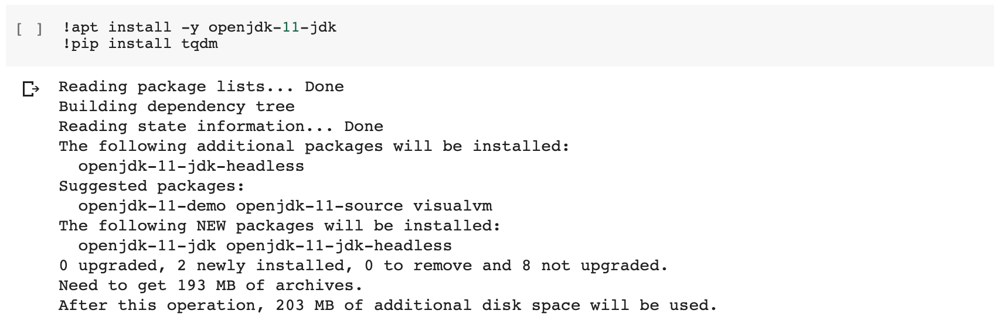 [ ] !apt install -y openjdk-11-jdk
!pip install tqdm
Reading package lists... Done
Building dependency tree
Reading state information... Done
The following additional packages will be installed:
  openjdk-11-jdk-headless
Suggested packages:
  openjdk-11-demo openjdk-11-source visualvm
The following NEW packages will be installed:
  openjdk-11-jdk openjdk-11-jdk-headless
0 upgraded, 2 newly installed, 0 to remove and 8 not upgraded.
Need to get 193 MB of archives.
After this operation, 203 MB of additional disk space will be used.